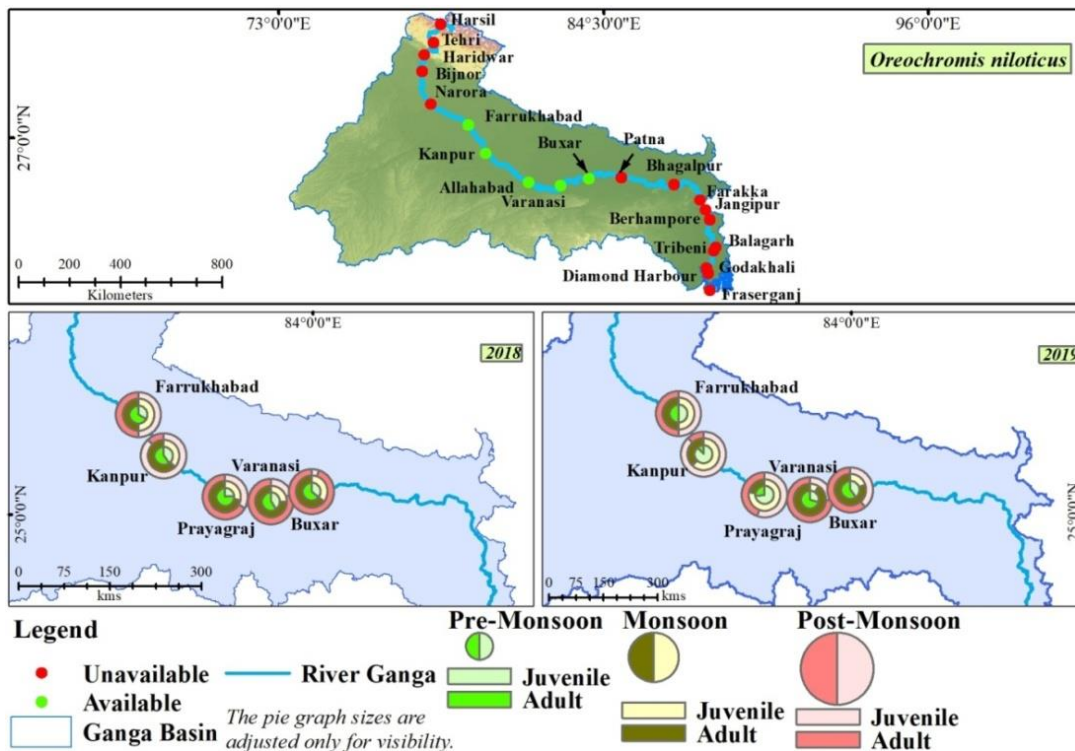 73°0'0"E 84°30'0"E 96°0'0"E
27°0'0"N
Oreochromis niloticus
Harsil
Tehri
Haridwar
Bijnor
Narora
Farrukhabad
Kanpur
Buxar
Patna
Bhagalpur
Allahabad
Varanasi
Farakka
Jangipur
Berhampore
Tribeni
Balagarh
Godakhali
Diamond Harbour
Fraserganj
0 200 400 600 800
Kilometers
84°0'0"E
2018
25°0'0"N
Farrukhabad
Kanpur
Varanasi
Prayagraj
Buxar
0 75 150 300
kms
84°0'0"E
2019
25°0'0"N
Farrukhabad
Kanpur
Varanasi
Prayagraj
Buxar
0 75 150 300
kms
Legend
Unavailable
Available
Ganga Basin
River Ganga
The pie graph sizes are
adjusted only for visibility.
Pre-Monsoon
Juvenile
Adult
Monsoon
Juvenile
Adult
Post-Monsoon
Juvenile
Adult